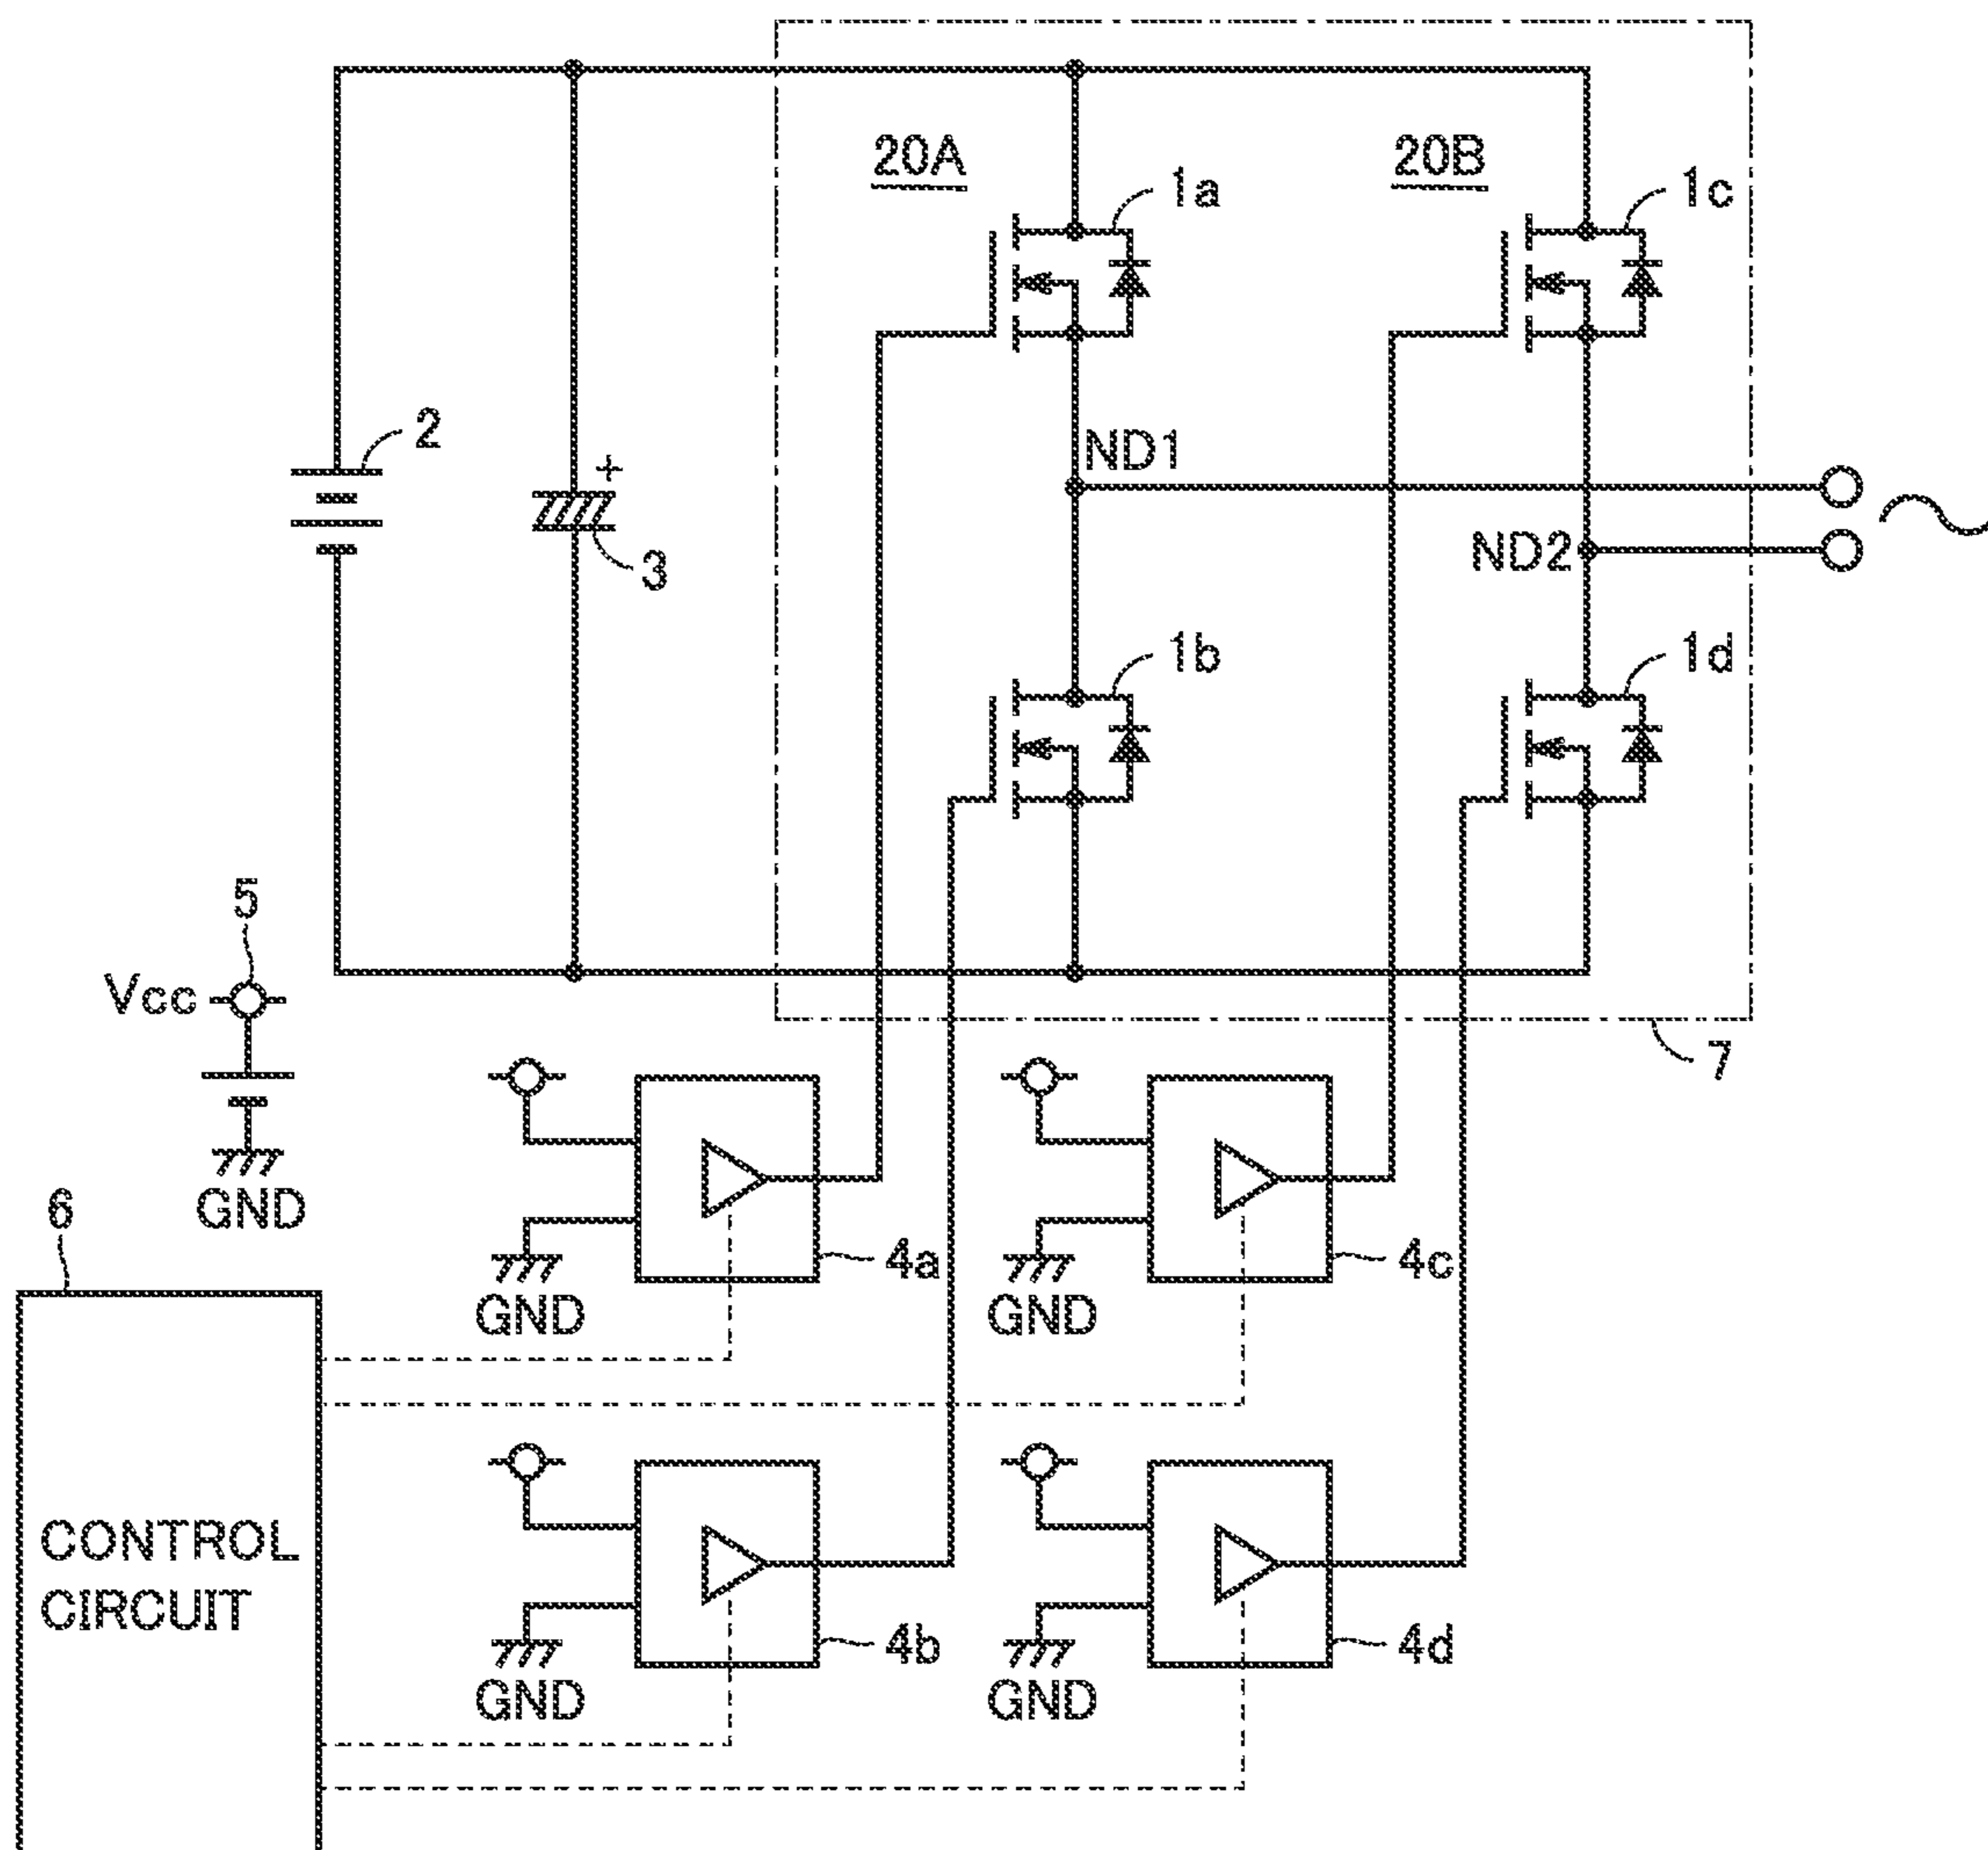 20A
20B
1a
1c
2
+
ND1
3
ND2
1b
1d
5
Vcc
7
6
GND
4a
4c
GND
GND
CONTROL
CIRCUIT
4b
4d
GND
GND